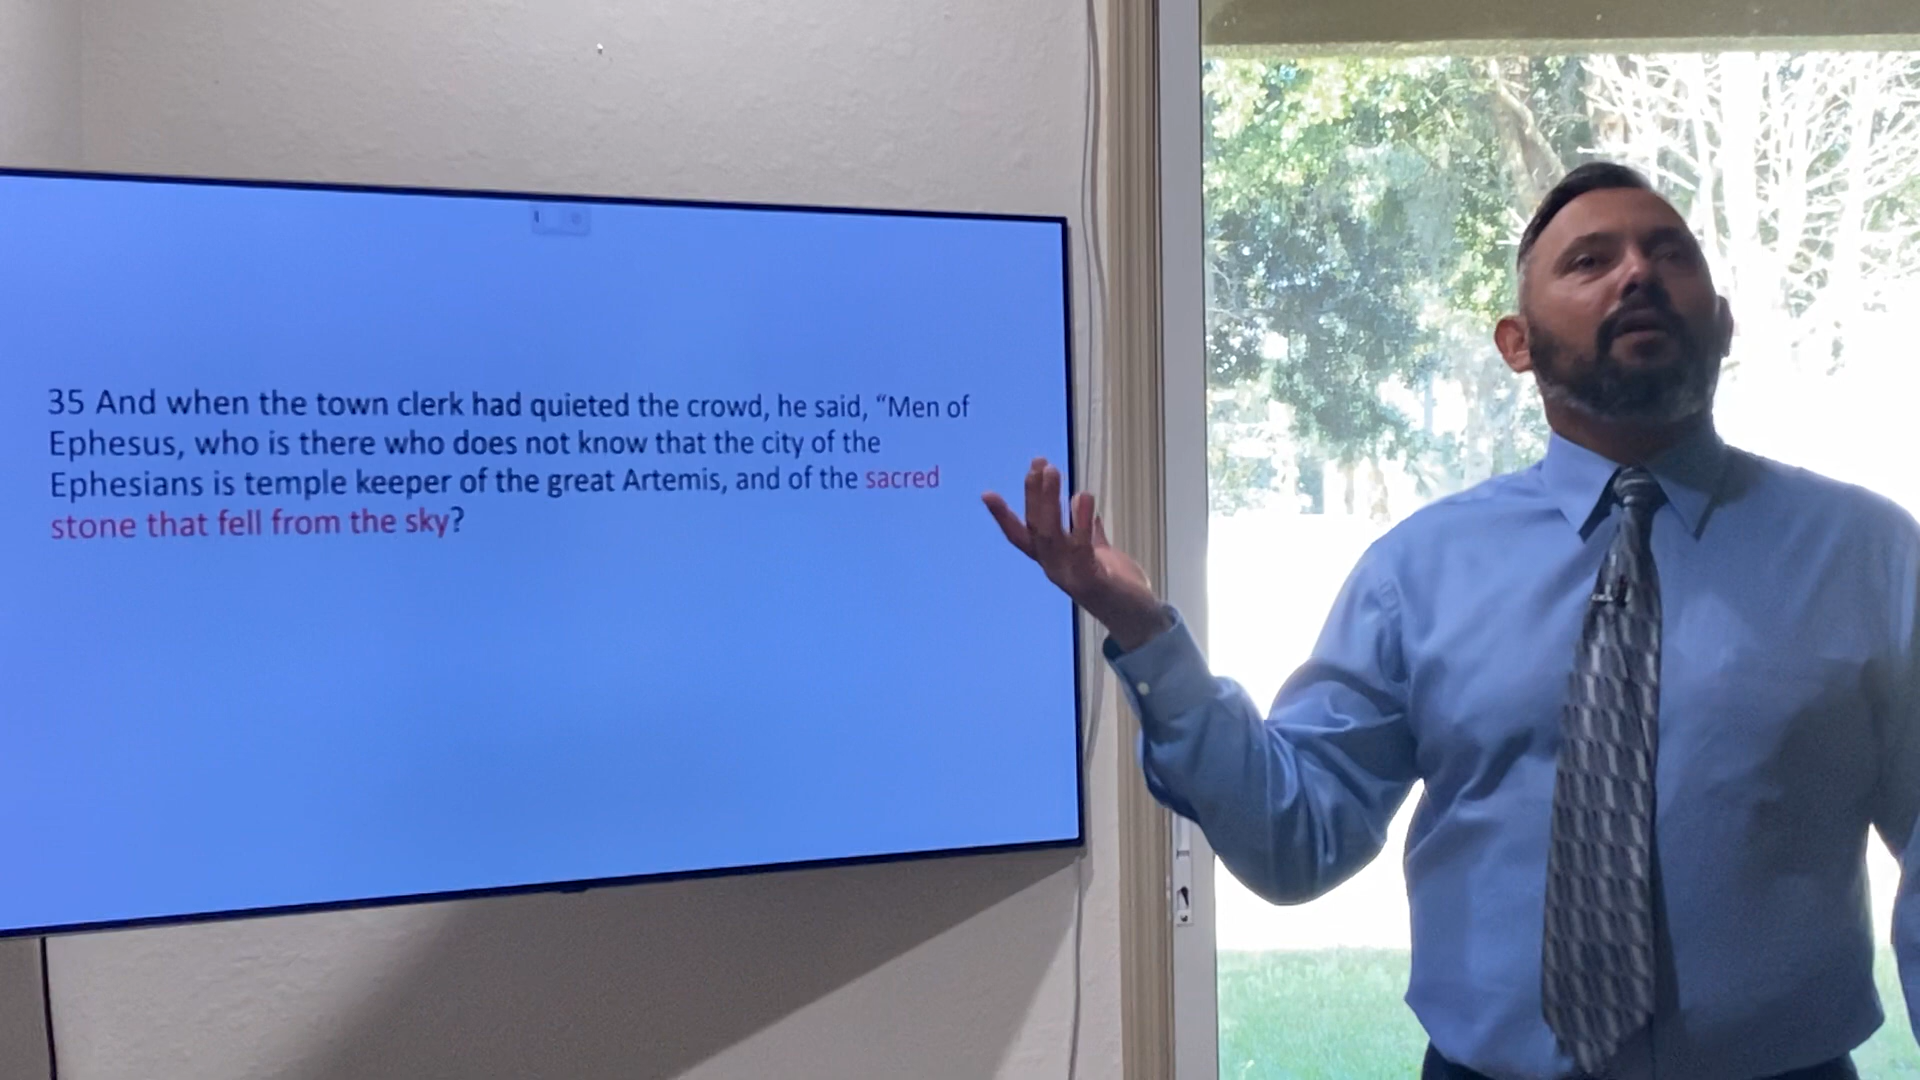 35 And when the town clerk had quieted the crowd, he said, “Men of
Ephesus, who is there who does not know that the city of the
Ephesians is temple keeper of the great Artemis, and of the sacred
stone that fell from the sky?